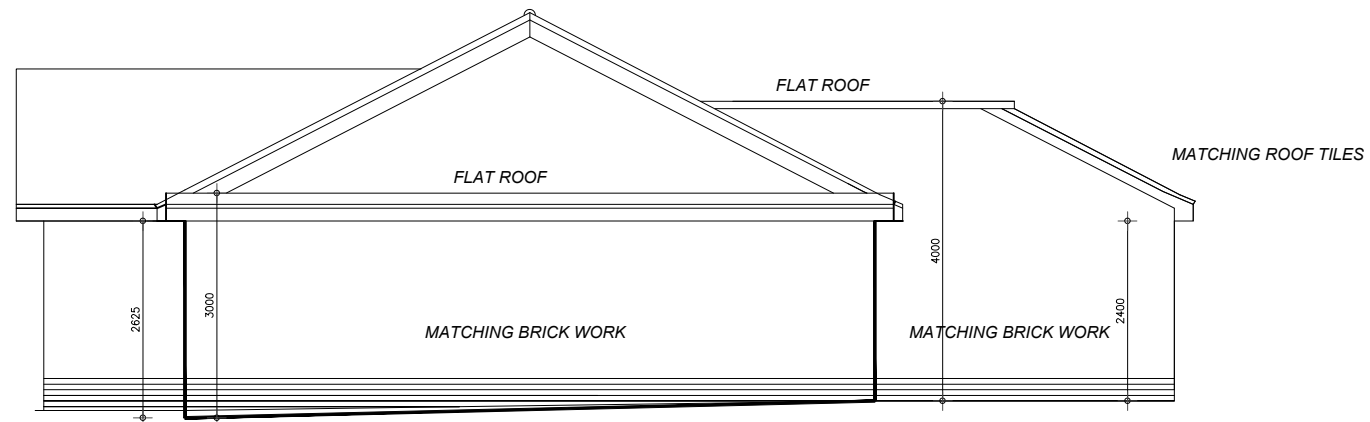 FLAT ROOF
MATCHING ROOF TILES
FLAT ROOF
4000
2625
3000
2400
MATCHING BRICK WORK
MATCHING BRICK WORK